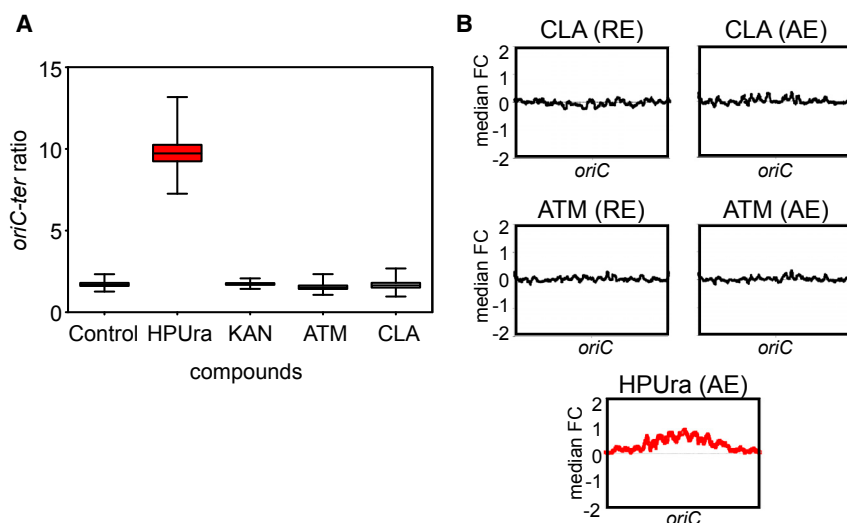 A
oriC-ter ratio
15
10
5
0
Control HPUra KAN ATM CLA
compounds
B
CLA (RE)
median FC
2
1
0
-1
-2
oriC
CLA (AE)
oriC
ATM (RE)
median FC
2
1
0
-1
-2
oriC
ATM (AE)
oriC
HPUra (AE)
median FC
2
1
0
-1
-2
oriC